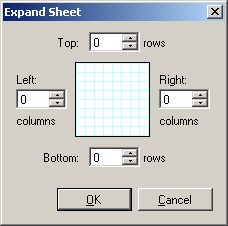 Expand Sheet
Top: 0 rows
Left: Right:
0 0
columns columns
Bottom: 0 rows
OK Cancel